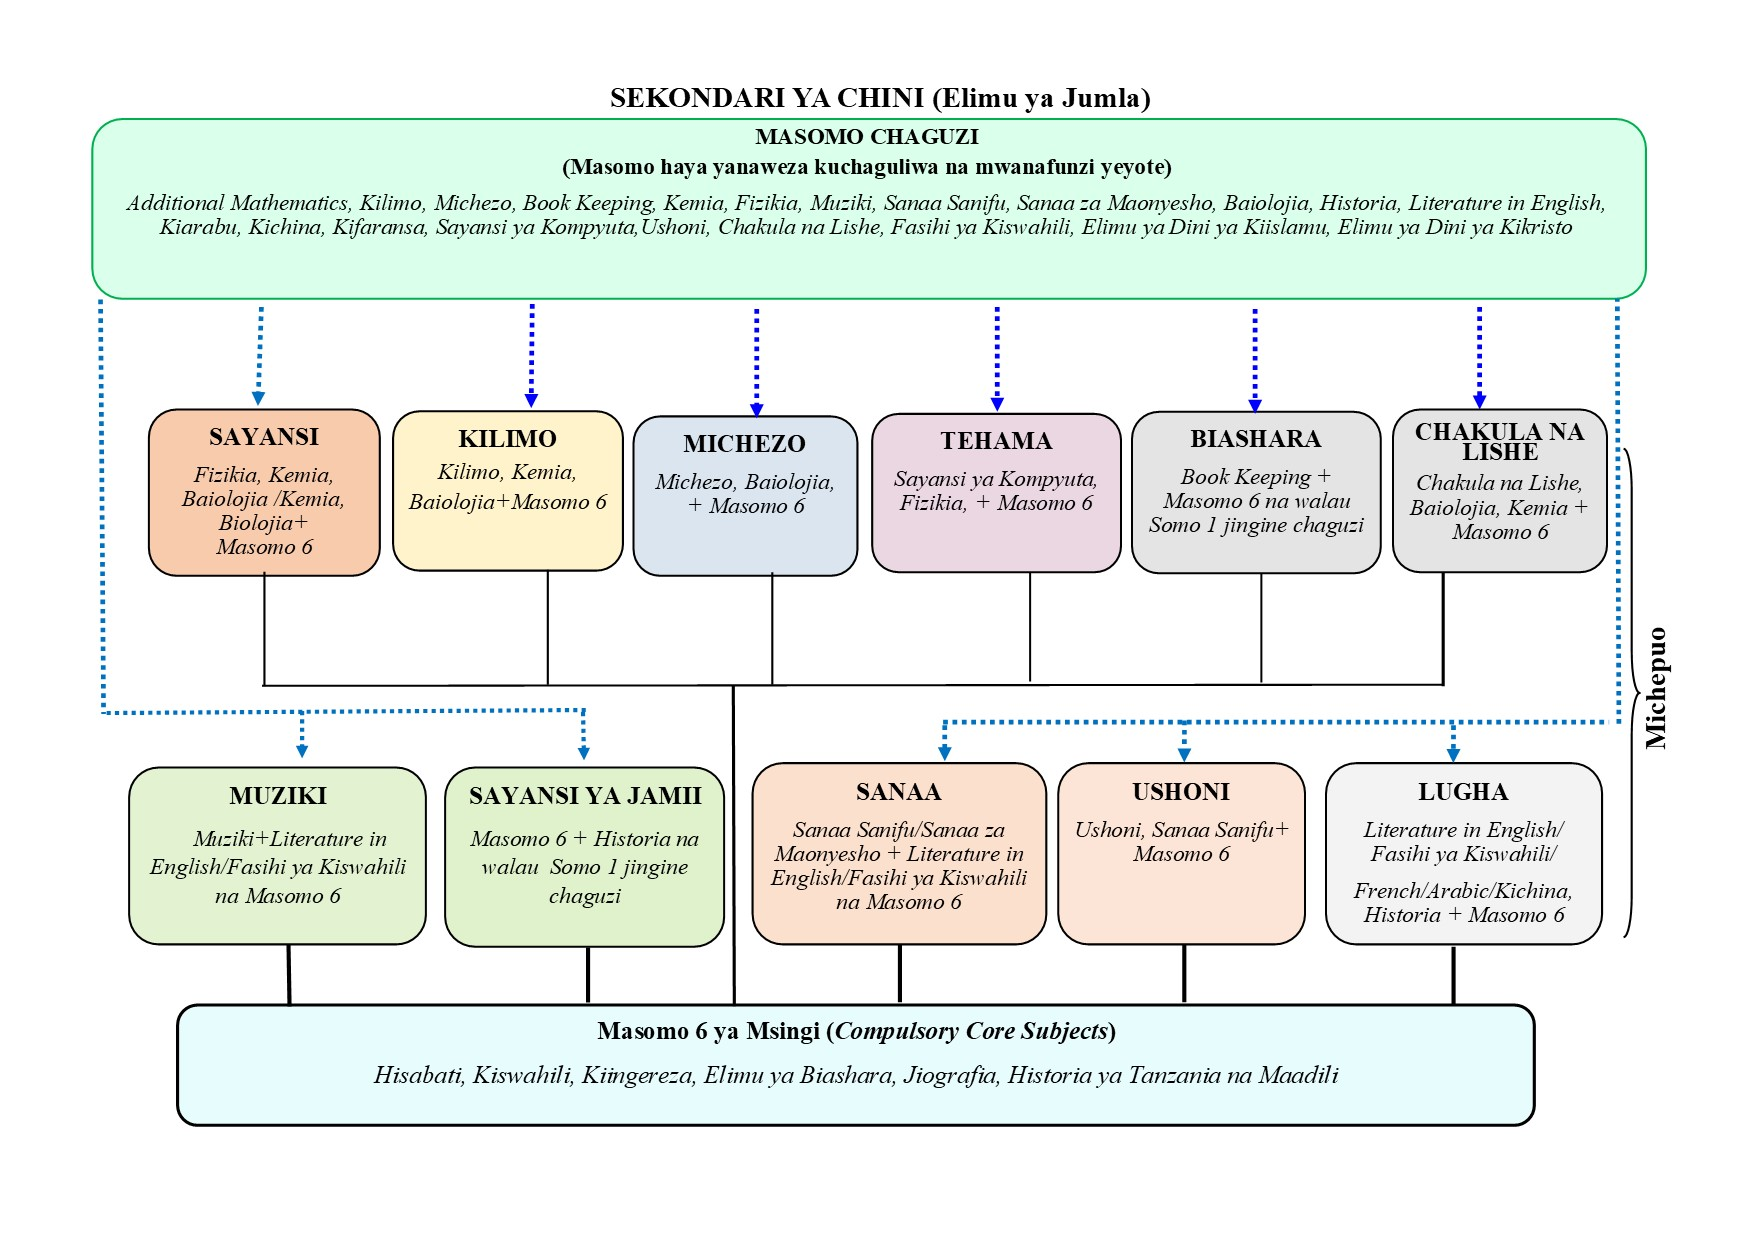 SEKONDARI YA CHINI (Elimu ya Jumla)
MASOMO CHAGUZI
(Masomo haya yanaweza kuchaguliwa na mwanafunzi yeyote)
Additional Mathematics, Kilimo, Michezo, Book Keeping, Kemia, Fizikia, Muziki, Sanaa Sanifu, Sanaa za Maonyesho, Baiolojia, Historia, Literature in English,
Kiarabu, Kichina, Kifaransa, Sayansi ya Kompyuta,Ushoni, Chakula na Lishe, Fasihi ya Kiswahili, Elimu ya Dini ya Kiislamu, Elimu ya Dini ya Kikristo
SAYANSI
Fizikia, Kemia,
Baiolojia /Kemia,
Biolojia+
Masomo 6
KILIMO
Kilimo, Kemia,
Baiolojia+Masomo 6
MICHEZO
Michezo, Baiolojia,
+ Masomo 6
TEHAMA
Sayansi ya Kompyuta,
Fizikia, + Masomo 6
BIASHARA
Book Keeping +
Masomo 6 na walau
Somo 1 jingine chaguzi
CHAKULA NA
LISHE
Chakula na Lishe,
Baiolojia, Kemia +
Masomo 6
Michepuo
MUZIKI
Muziki+Literature in
English/Fasihi ya Kiswahili
na Masomo 6
SAYANSI YA JAMII
Masomo 6 + Historia na
walau Somo 1 jingine
chaguzi
SANAA
Sanaa Sanifu/Sanaa za
Maonyesho + Literature in
English/Fasihi ya Kiswahili
na Masomo 6
USHONI
Ushoni, Sanaa Sanifu+
Masomo 6
LUGHA
Literature in English/
Fasihi ya Kiswahili/
French/Arabic/Kichina,
Historia + Masomo 6
Masomo 6 ya Msingi (Compulsory Core Subjects)
Hisabati, Kiswahili, Kiingereza, Elimu ya Biashara, Jiografia, Historia ya Tanzania na Maadili